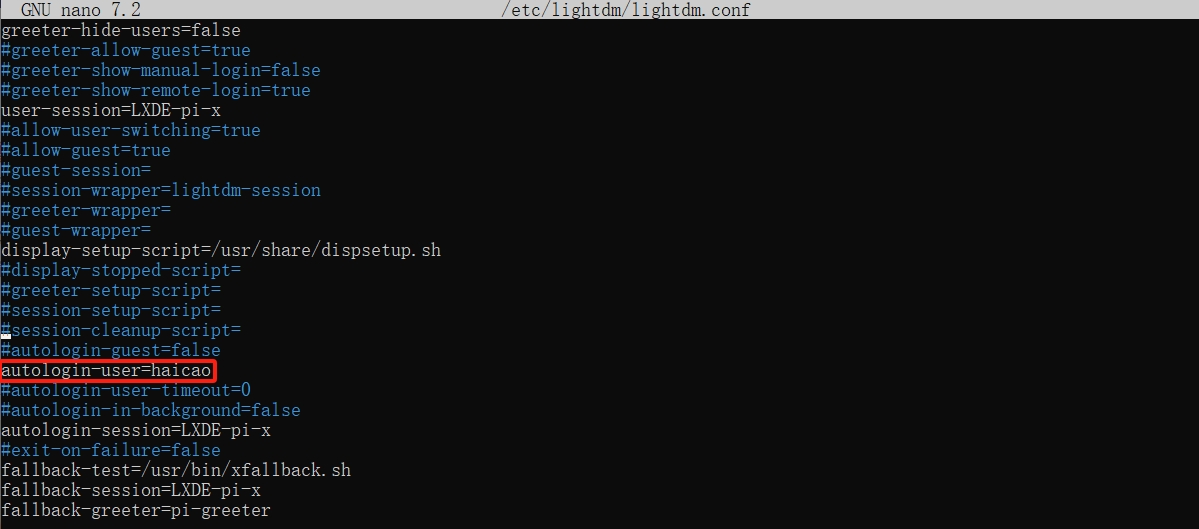 GNU nano 7.2 /etc/lightdm/lightdm.conf
greeter-hide-users=false
#greeter-allow-guest=true
#greeter-show-manual-login=false
#greeter-show-remote-login=true
user-session=LXDE-pi-x
#allow-user-switching=true
#allow-guest=true
#guest-session=
#session-wrapper=lightdm-session
#greeter-wrapper=
#guest-wrapper=
display-setup-script=/usr/share/dispsetup.sh
#display-stopped-script=
#greeter-setup-script=
#session-setup-script=
#session-cleanup-script=
#autologin-guest=false
autologin-user=haicao
#autologin-user-timeout=0
#autologin-in-background=false
autologin-session=LXDE-pi-x
#exit-on-failure=false
fallback-test=/usr/bin/xfallback.sh
fallback-session=LXDE-pi-x
fallback-greeter=pi-greeter